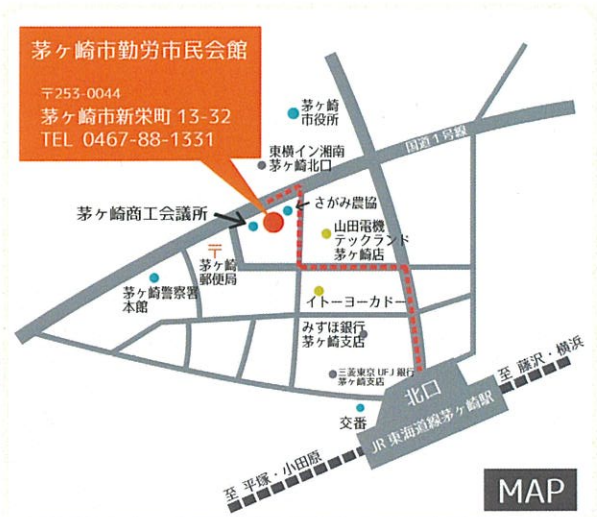 茅ヶ崎市勤労市民会館
〒253-0044
茅ヶ崎市新栄町 13-32
TEL 0467-88-1331
茅ヶ崎
市役所
国道1号線
東横イン湘南
茅ヶ崎北口
さがみ農協
茅ヶ崎商工会議所
山田電機
テックランド
茅ヶ崎店
〒
茅ヶ崎
郵便局
茅ヶ崎警察署
本館
イトーヨーカドー
みずほ銀行
茅ヶ崎支店
三菱東京UFJ銀行
茅ヶ崎支店
交番
北口
JR東海道線茅ヶ崎駅
至 藤沢・横浜
至 平塚・小田原
MAP